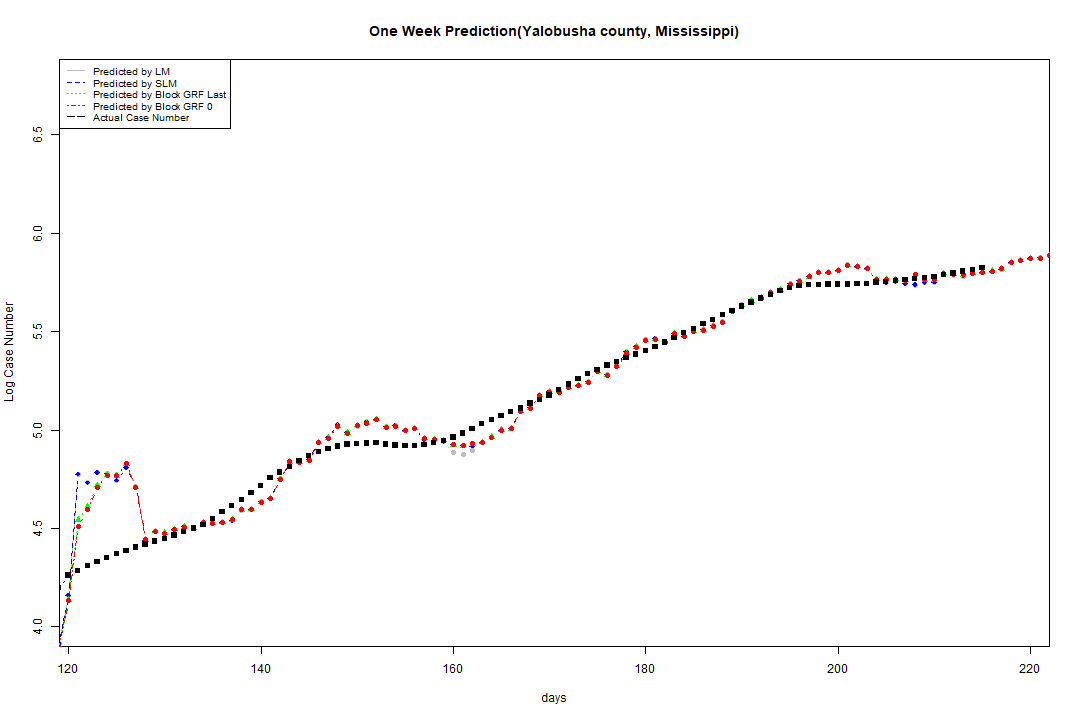 One Week Prediction(Yalobusha county, Mississippi)
Predicted by LM
Predicted by SLM
Predicted by Block GRF Last
Predicted by Block GRF 0
Actual Case Number
6.5
6.0
5.5
5.0
4.5
4.0
Log Case Number
120 140 160 180 200 220
days